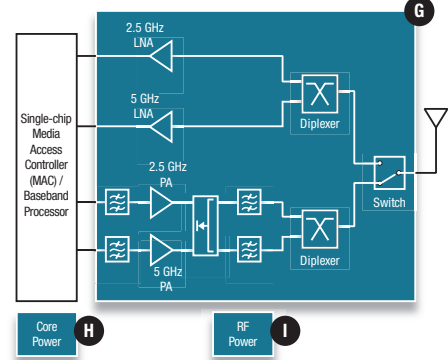 G
2.5 GHz
LNA
5 GHz
LNA
Diplexer
Single-chip
Media
Access
Controller
(MAC) /
Baseband
Processor
2.5 GHz
PA
Switch
Diplexer
5 GHz
PA
Core
Power
H
RF
Power
I